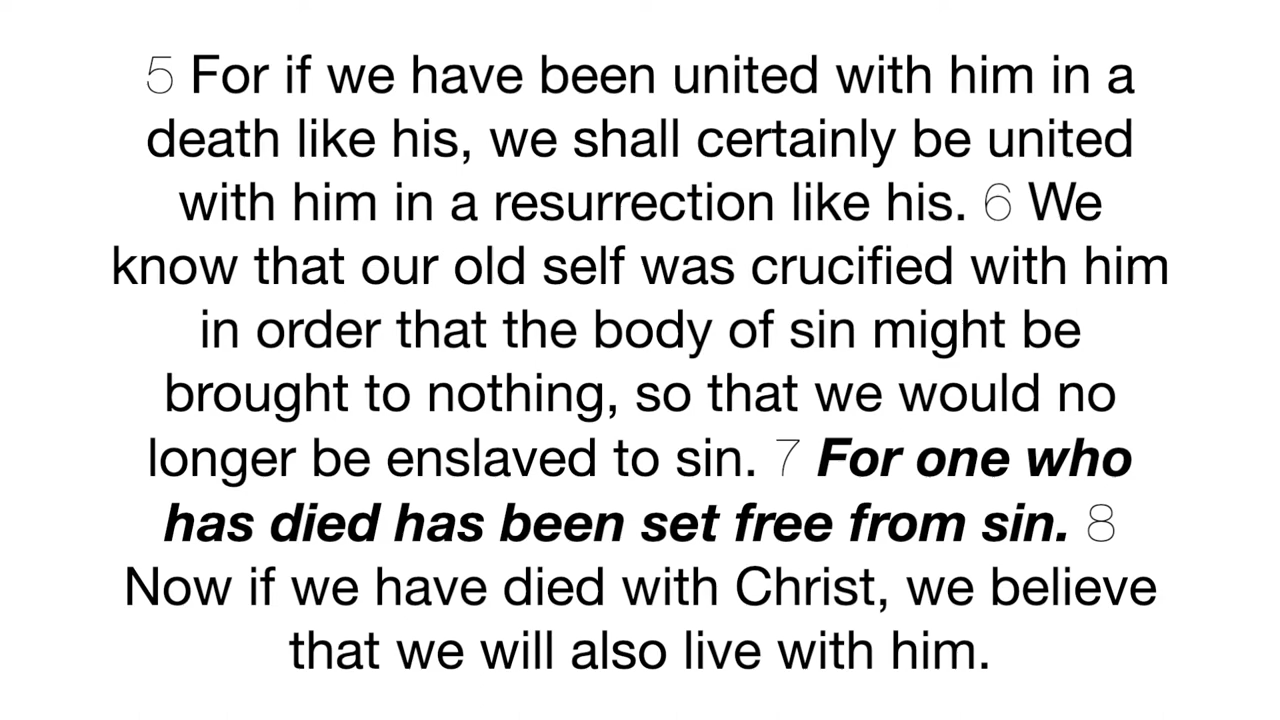 5 For if we have been united with him in a
death like his, we shall certainly be united
with him in a resurrection like his. 6 We
know that our old self was crucified with him
in order that the body of sin might be
brought to nothing, so that we would no
longer be enslaved to sin. 7 For one who
has died has been set free from sin. 8
Now if we have died with Christ, we believe
that we will also live with him.